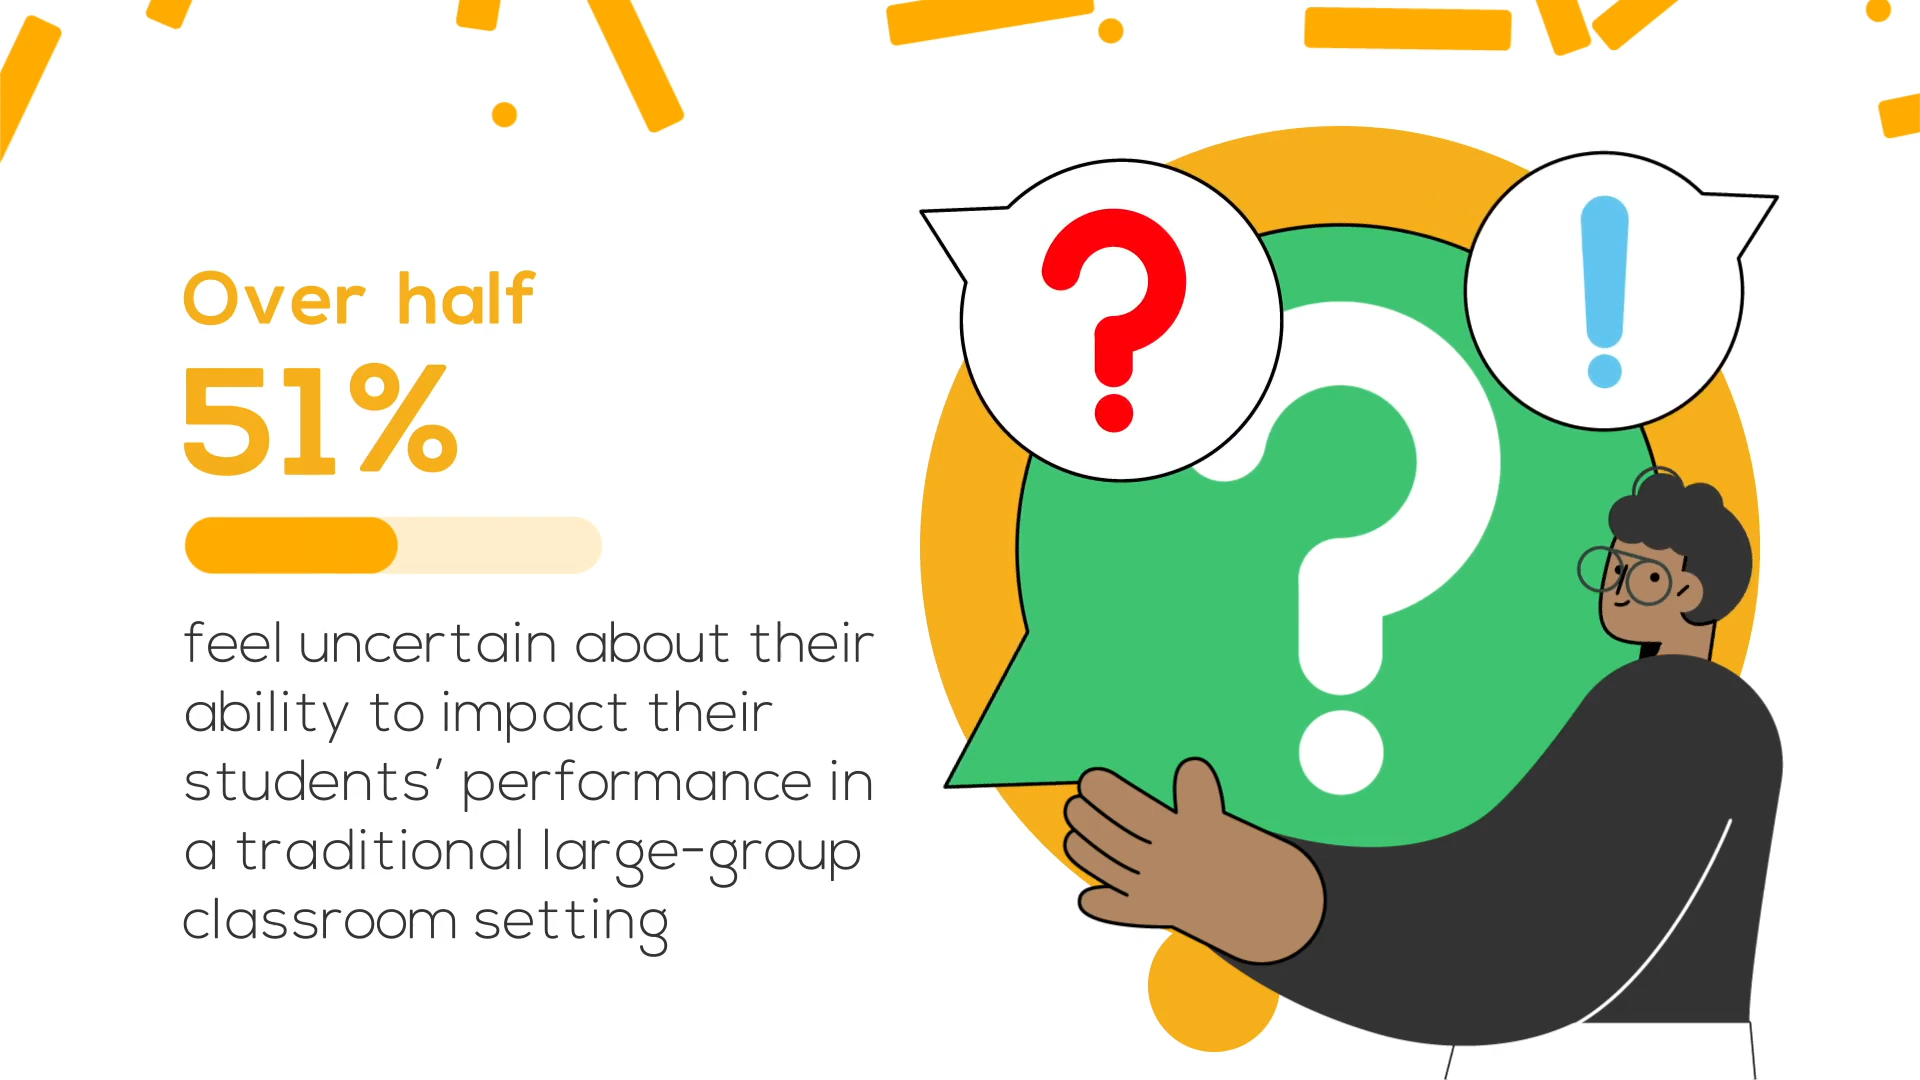 Over half
51%
feel uncertain about their
ability to impact their
students’ performance in
a traditional large-group
classroom setting
?
!
?